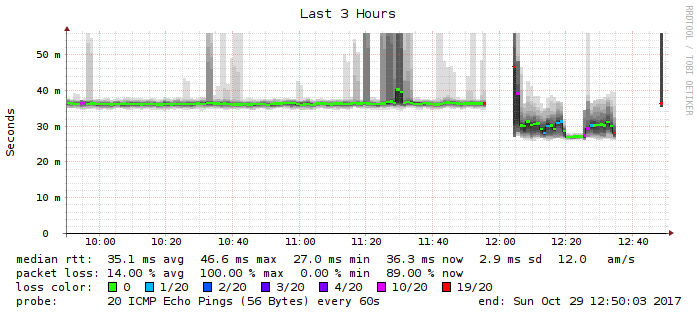 Last 3 Hours
RRDTOOL / TOBI OETIKER
Seconds
50 m
40 m
30 m
20 m
10 m
0
10:00 10:20 10:40 11:00 11:20 11:40 12:00 12:20 12:40
median rtt: 35.1 ms avg 46.6 ms max 27.0 ms min 36.3 ms now 2.9 ms sd 12.0 am/s
packet loss: 14.00 % avg 100.00 % max 0.00 % min 89.00 % now
loss color: 0 1/20 2/20 3/20 4/20 10/20 19/20
probe: 20 ICMP Echo Pings (56 Bytes) every 60s end: Sun Oct 29 12:50:03 2017